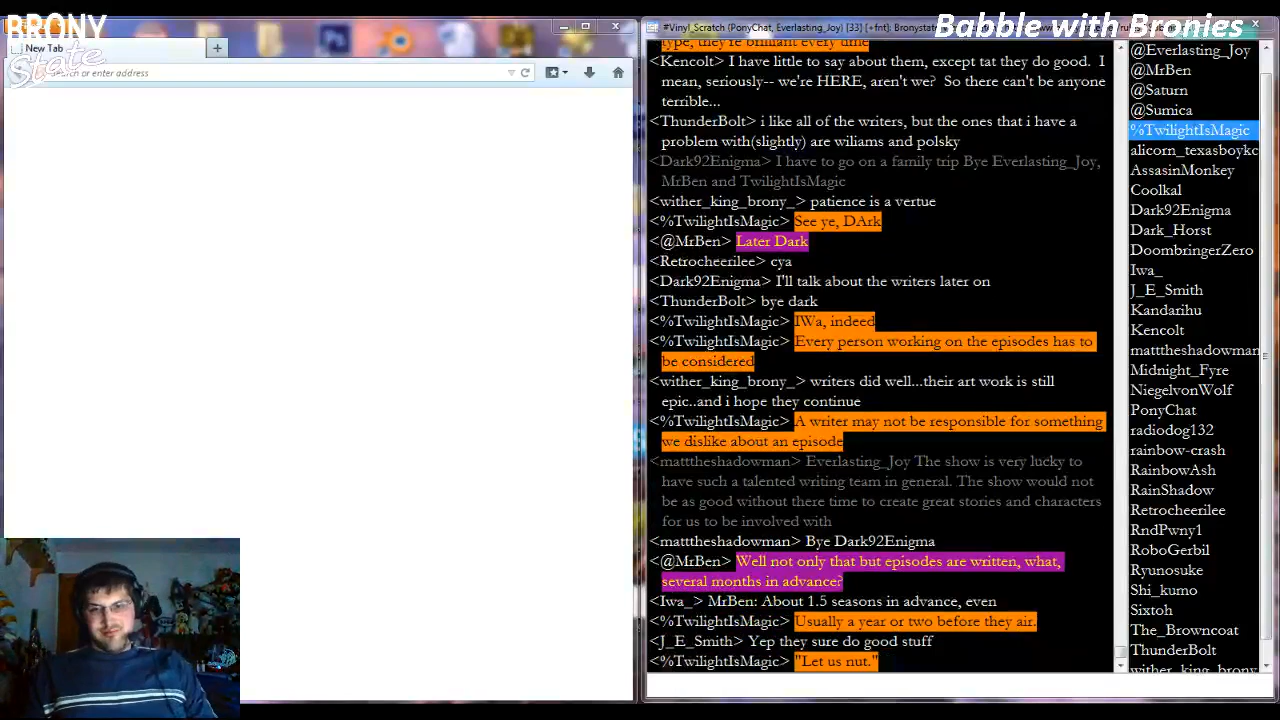 BRONY
State
New Tab
Search or enter address
#Vinyl_Scratch (PonyChat, Everlasting_Joy) [33] [+fnt]
Babble with Bronies
type, they're brilliant every time
<Kencolt> I have little to say about them, except tat they do good.  I
mean, seriously-- we're HERE, aren't we?  So there can't be anyone
terrible...
<ThunderBolt> i like all of the writers, but the ones that i have a
problem with(slightly) are wiliams and polsky
<Dark92Enigma> I have to go on a family trip Bye Everlasting_Joy,
MrBen and TwilightIsMagic
<wither_king_brony_> patience is a vertue
<%TwilightIsMagic> See ye, DArk
<@MrBen> Later Dark
<Retrocheerilee> cya
<Dark92Enigma> I'll talk about the writers later on
<ThunderBolt> bye dark
<%TwilightIsMagic> IWa, indeed
<%TwilightIsMagic> Every person working on the episodes has to
be considered
<wither_king_brony_> writers did well...their art work is still
epic..and i hope they continue
<%TwilightIsMagic> A writer may not be responsible for something
we dislike about an episode
<matttheshadowman> Everlasting_Joy The show is very lucky to
have such a talented writing team in general. The show would not
be as good without there time to create great stories and characters
for us to be involved with
<matttheshadowman> Bye Dark92Enigma
<@MrBen> Well not only that but episodes are written, what,
several months in advance?
<Iwa_> MrBen: About 1.5 seasons in advance, even
<%TwilightIsMagic> Usually a year or two before they air.
<J_E_Smith> Yep they sure do good stuff
<%TwilightIsMagic> "Let us nut."
@Everlasting_Joy
@MrBen
@Saturn
@Sumica
%TwilightIsMagic
alicorn_texasboykc
AssasinMonkey
Coolkal
Dark92Enigma
Dark_Horst
DoombringerZero
Iwa_
J_E_Smith
Kandarihu
Kencolt
matttheshadowman
Midnight_Fyre
NiegelvonWolf
PonyChat
radiodog132
rainbow-crash
RainbowAsh
RainShadow
Retrocheerilee
RndPwny1
RoboGerbil
Ryunosuke
Shi_kumo
Sixtoh
The_Browncoat
ThunderBolt
wither_king_brony